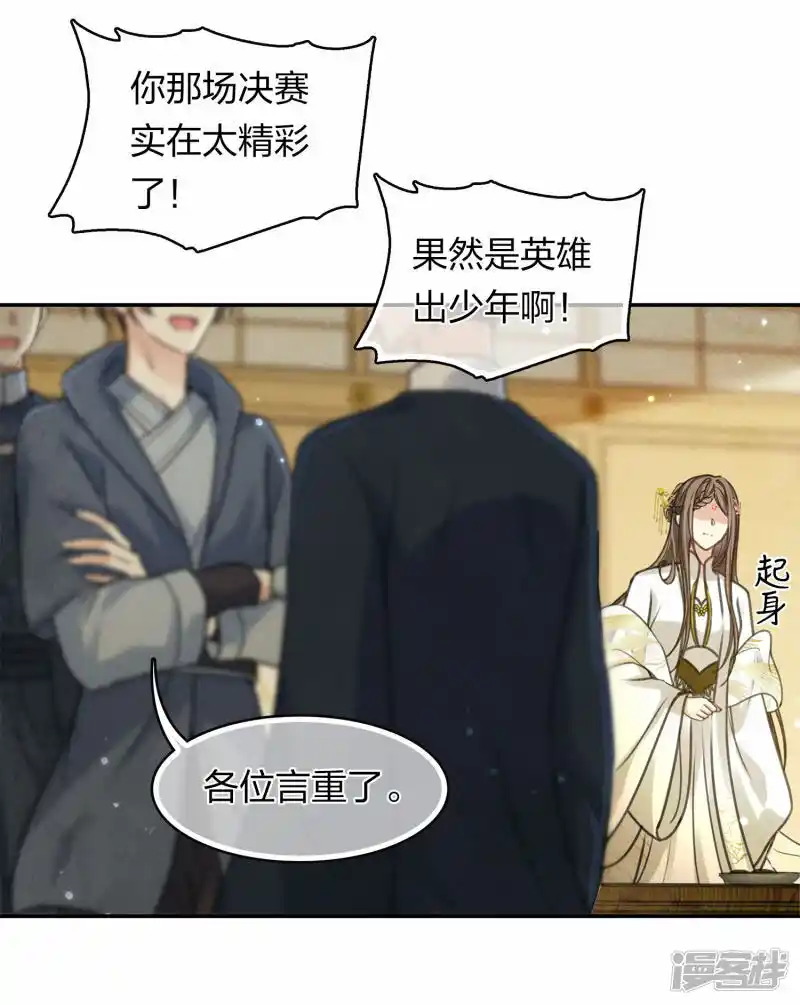 你那场决赛
实在太精彩
了！
果然是英雄
出少年啊！
起身
各位言重了。
漫客栈